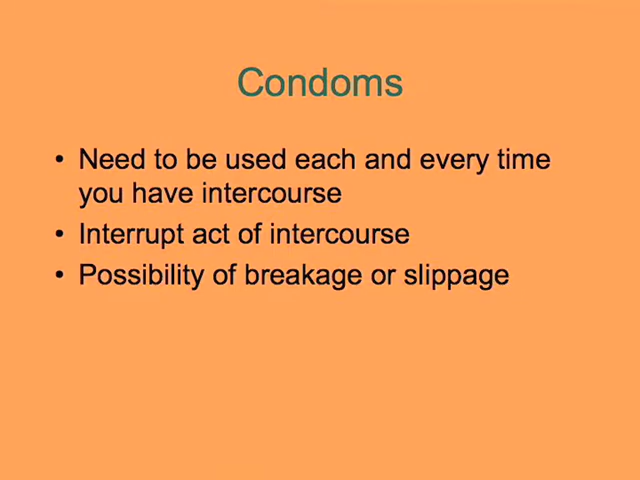 Condoms
• Need to be used each and every time
you have intercourse
• Interrupt act of intercourse
• Possibility of breakage or slippage